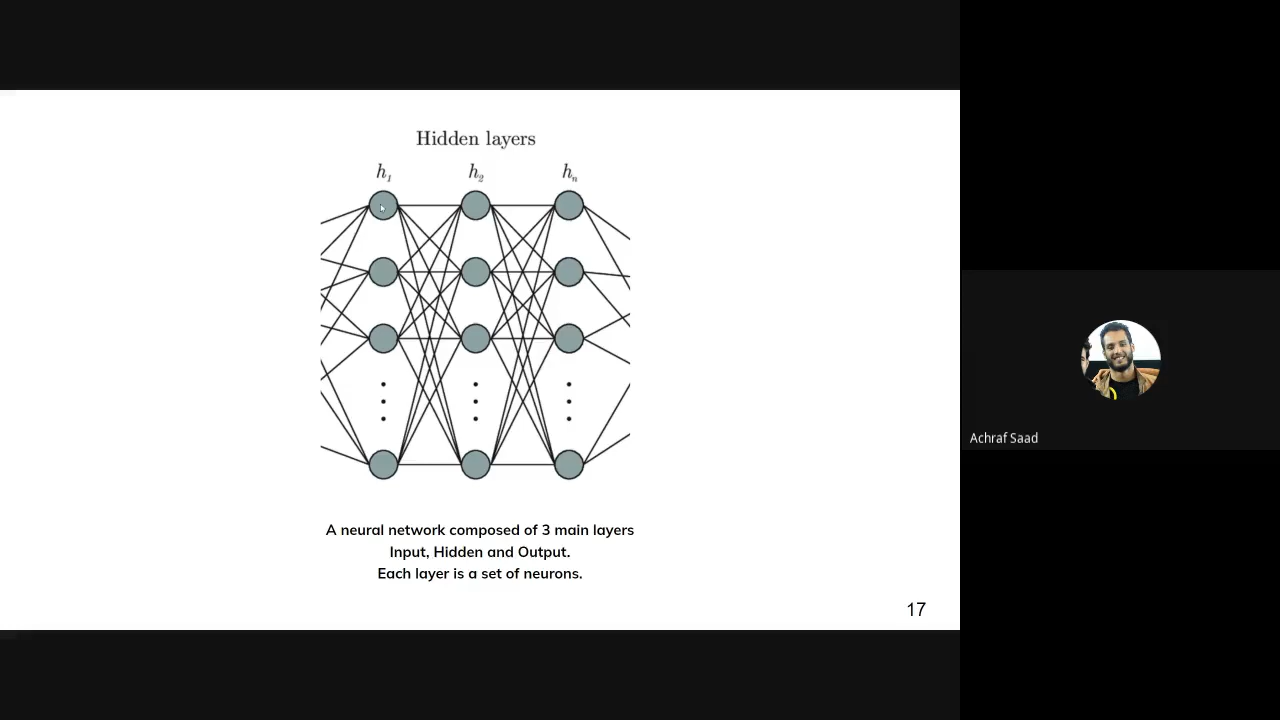 Hidden layers
h₁ h₂ hₙ
A neural network composed of 3 main layers
Input, Hidden and Output.
Each layer is a set of neurons.
17
Achraf Saad